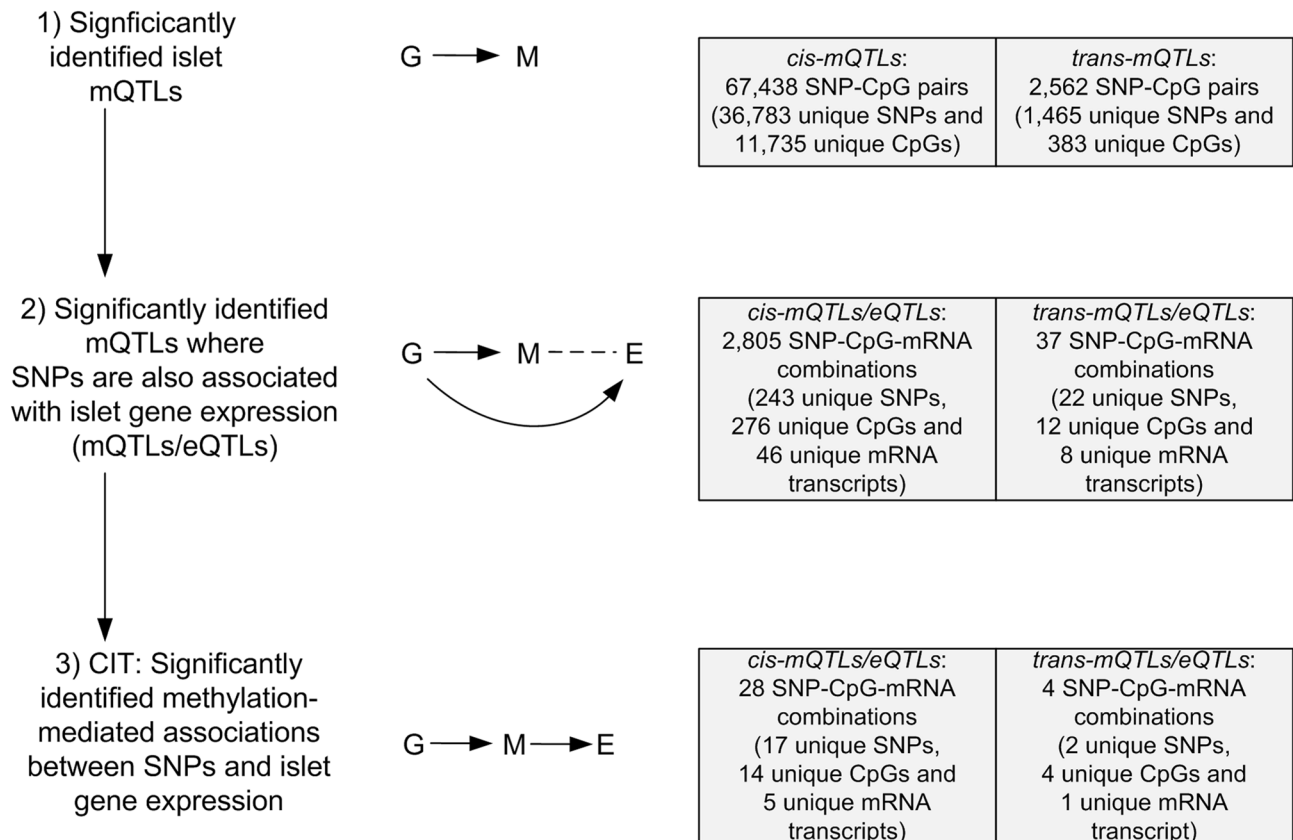 1) Signficicantly
identified islet
mQTLs
G M
cis-mQTLs:
67,438 SNP-CpG pairs
(36,783 unique SNPs and
11,735 unique CpGs)
trans-mQTLs:
2,562 SNP-CpG pairs
(1,465 unique SNPs and
383 unique CpGs)
2) Significantly identified
mQTLs where
SNPs are also associated
with islet gene expression
(mQTLs/eQTLs)
G M E
cis-mQTLs/eQTLs:
2,805 SNP-CpG-mRNA
combinations
(243 unique SNPs,
276 unique CpGs and
46 unique mRNA
transcripts)
trans-mQTLs/eQTLs:
37 SNP-CpG-mRNA
combinations
(22 unique SNPs,
12 unique CpGs and
8 unique mRNA
transcripts)
3) CIT: Significantly
identified methylation-
mediated associations
between SNPs and islet
gene expression
G M E
cis-mQTLs/eQTLs:
28 SNP-CpG-mRNA
combinations
(17 unique SNPs,
14 unique CpGs and
5 unique mRNA
transcripts)
trans-mQTLs/eQTLs:
4 SNP-CpG-mRNA
combinations
(2 unique SNPs,
4 unique CpGs and
1 unique mRNA
transcript)